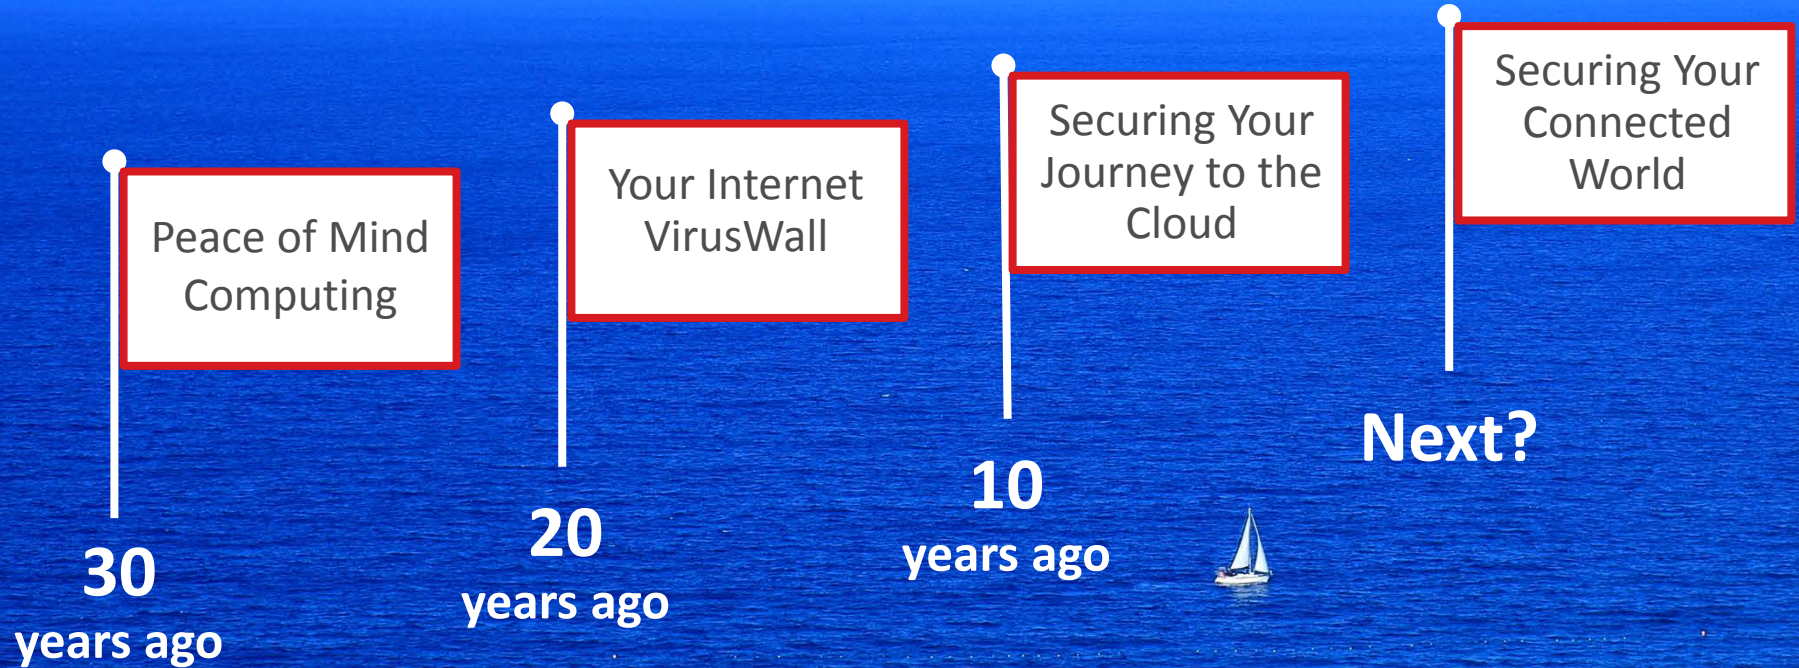 Peace of Mind
Computing
30
years ago
Your Internet
VirusWall
20
years ago
Securing Your
Journey to the
Cloud
10
years ago
Securing Your
Connected
World
Next?